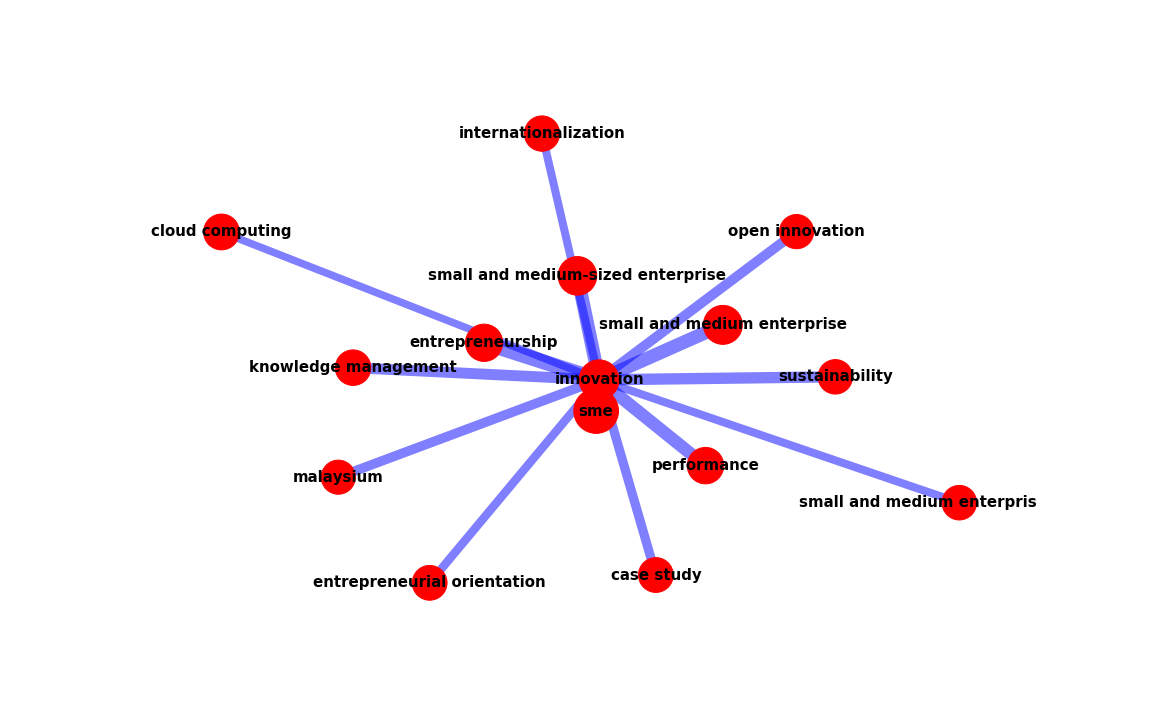 internationalization
cloud computing
open innovation
small and medium-sized enterprise
small and medium enterprise
entrepreneurship
knowledge management
innovation
sustainability
sme
performance
malaysium
small and medium enterpris
case study
entrepreneurial orientation